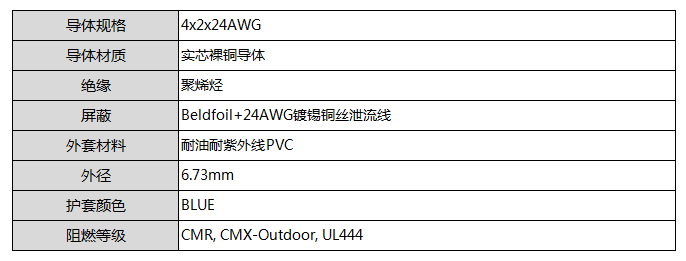 导体规格 4x2x24AWG
导体材质 实芯裸铜导体
绝缘 聚烯烃
屏蔽 Beldfoil+24AWG镀锡铜丝泄流线
外套材料 耐油耐紫外线PVC
外径 6.73mm
护套颜色 BLUE
阻燃等级 CMR, CMX-Outdoor, UL444